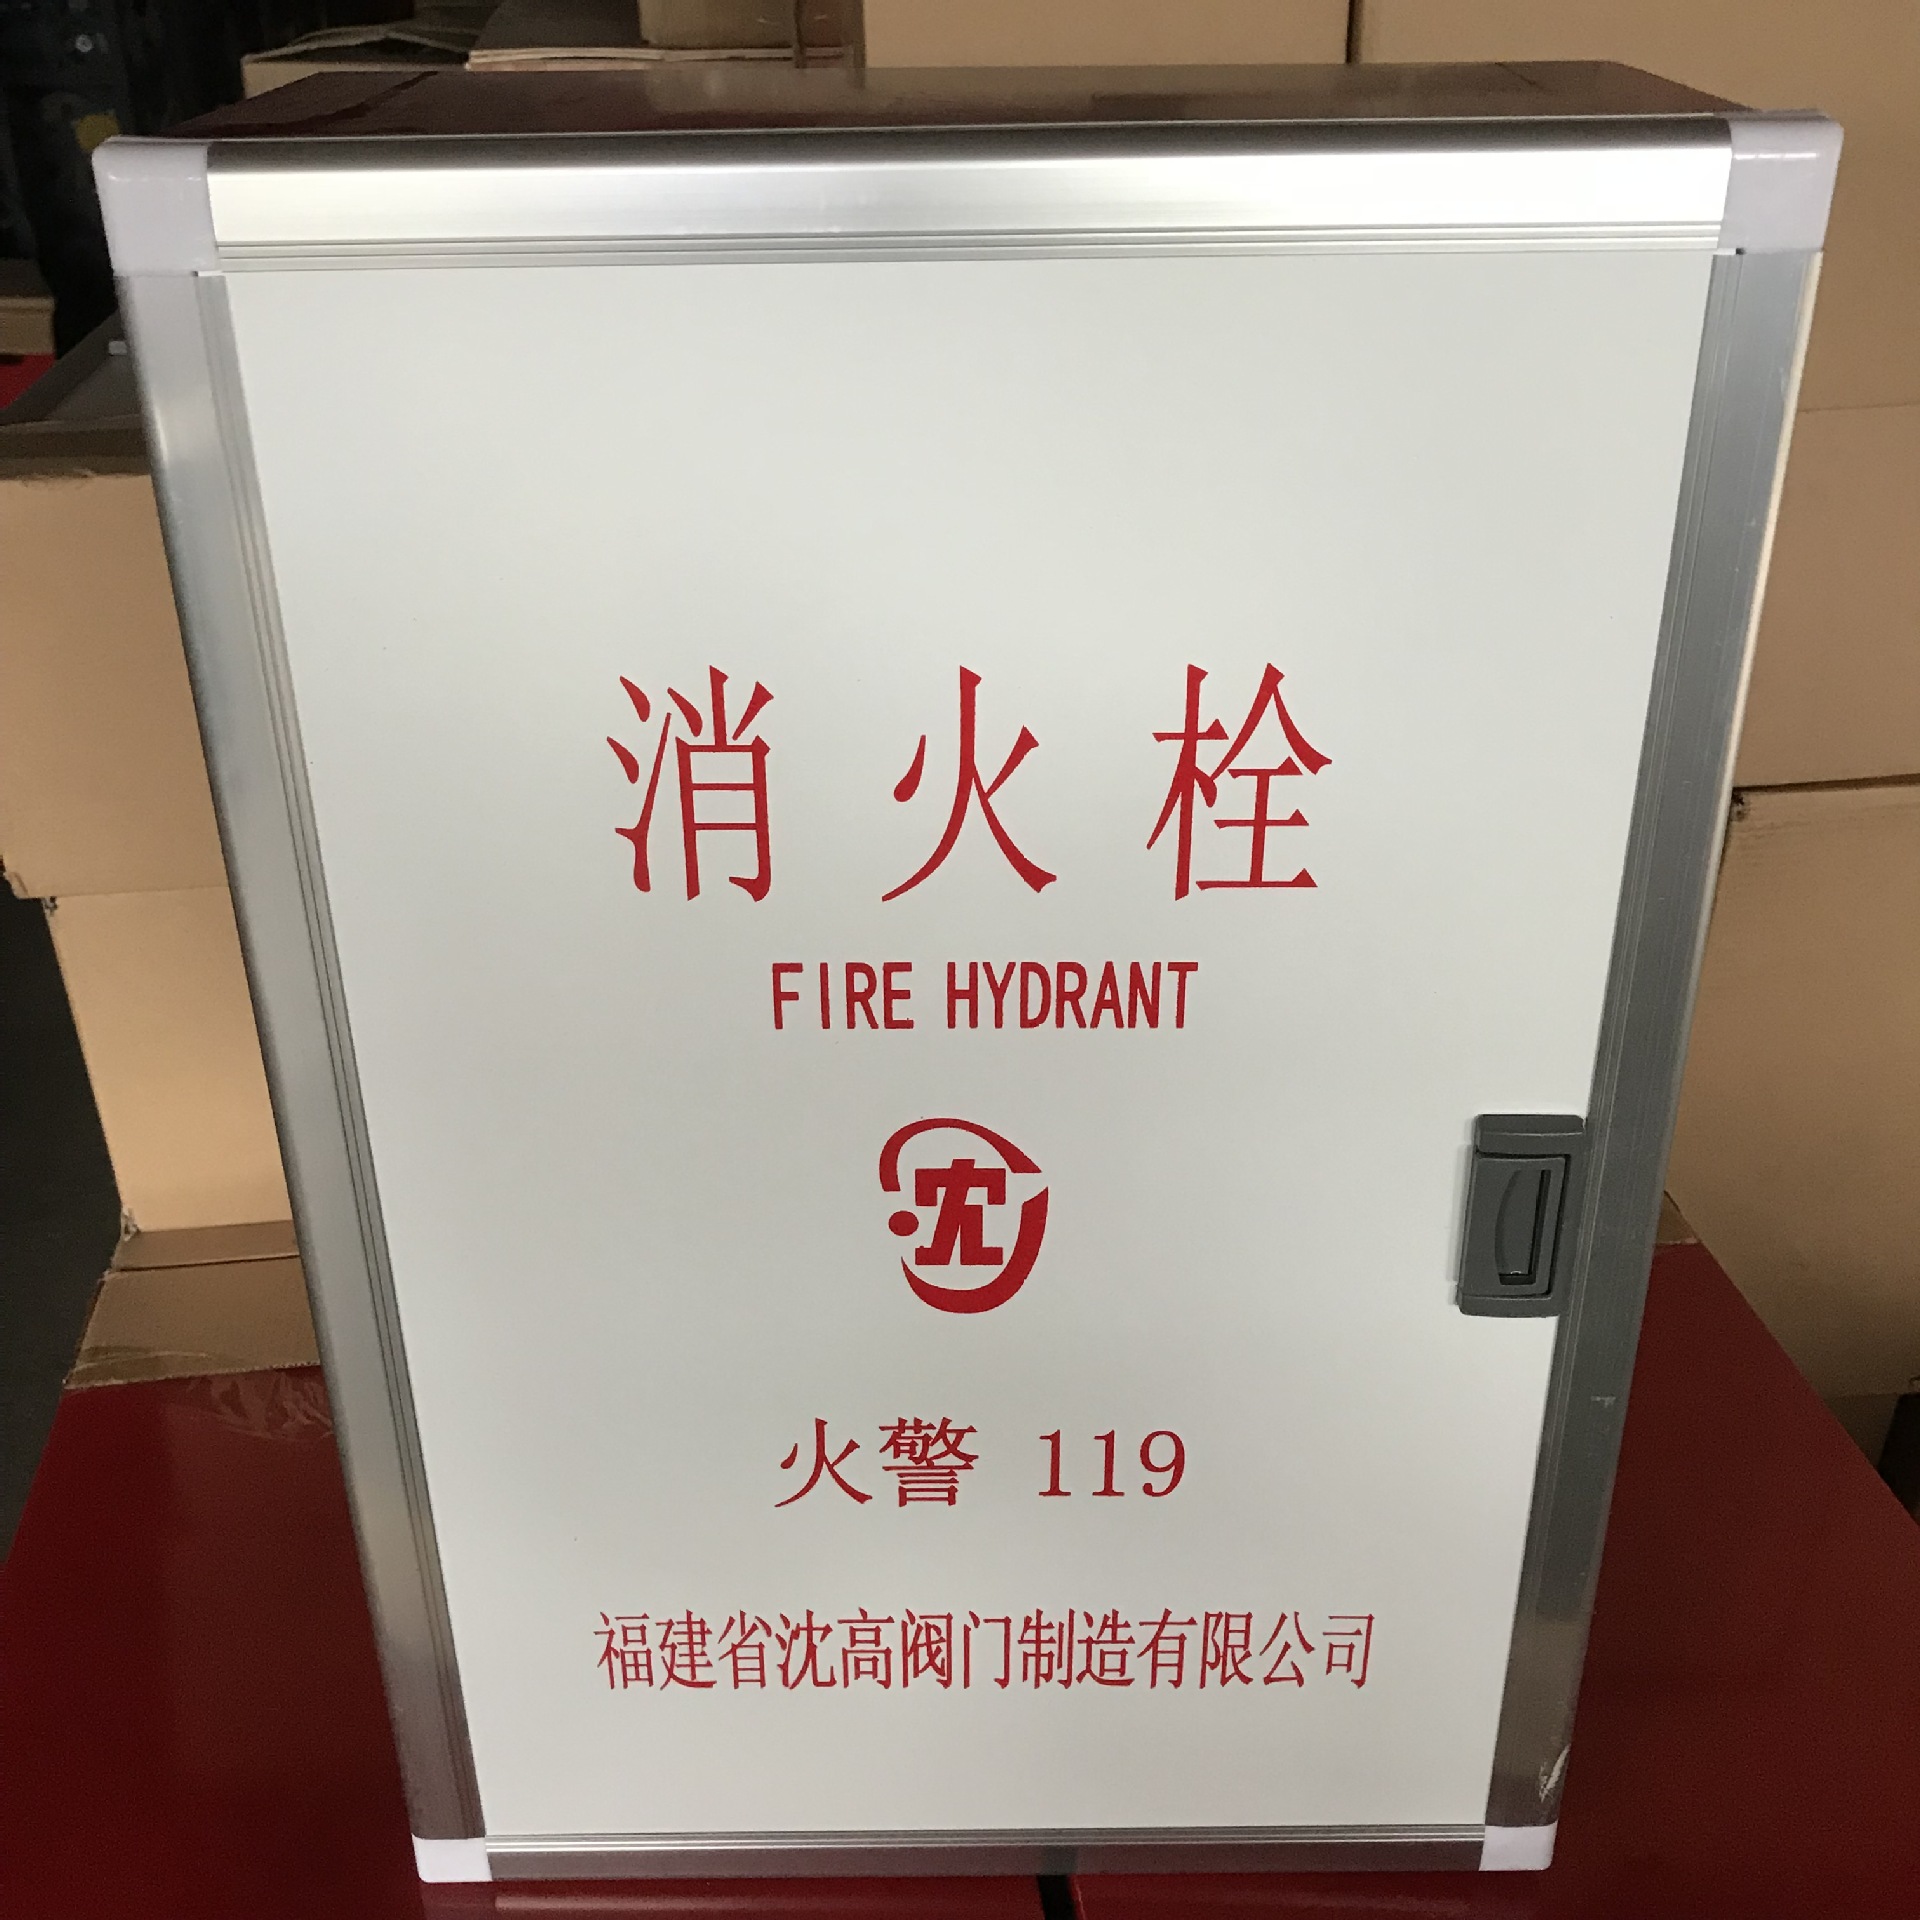 消火栓
FIRE HYDRANT
沈
火警 119
福建省沈高阀门制造有限公司